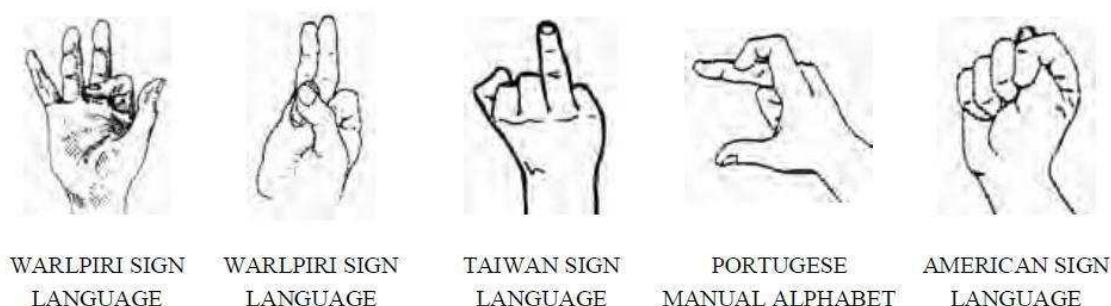 WARLPIRI SIGN LANGUAGE
WARLPIRI SIGN LANGUAGE
TAIWAN SIGN LANGUAGE
PORTUGESE MANUAL ALPHABET
AMERICAN SIGN LANGUAGE